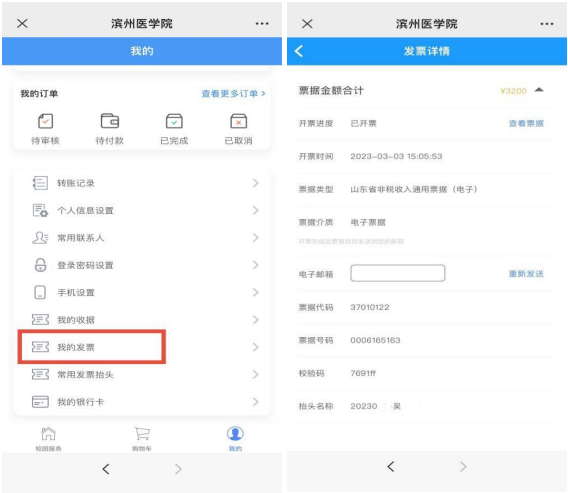 滨州医学院
我的
我的订单 查看更多订单 >
待审核 待付款 已完成 已取消
转账记录
个人信息设置
常用联系人
登录密码设置
手机设置
我的收据
我的发票
常用发票抬头
我的银行卡
校园服务 购物车 我的
滨州医学院
发票详情
票据金额合计 ¥3200
开票进度 已开票 查看票据
开票时间 2023-03-03 15:05:53
票据类型 山东省非税收入通用票据（电子）
票据介质 电子票据
电子邮箱 重新发送
票据代码 37010122
票据号码 0006165163
校验码 7691ff
抬头名称 20230 吴